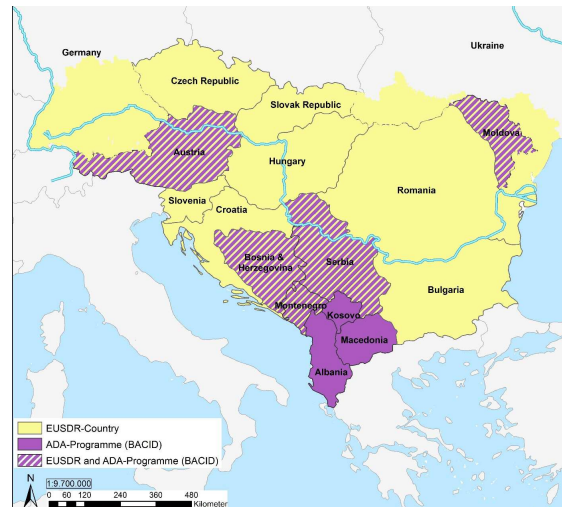 Germany
Ukraine
Czech Republic
Slovak Republic
Moldova
Austria
Hungary
Romania
Slovenia
Croatia
Bosnia &
Herzegovina
Serbia
Bulgaria
Montenegro
Kosovo
Macedonia
Albania
EUSDR-Country
ADA-Programme (BACID)
EUSDR and ADA-Programme (BACID)
N
1:9.700.000
0 60 120 240 360 480
Kilometer